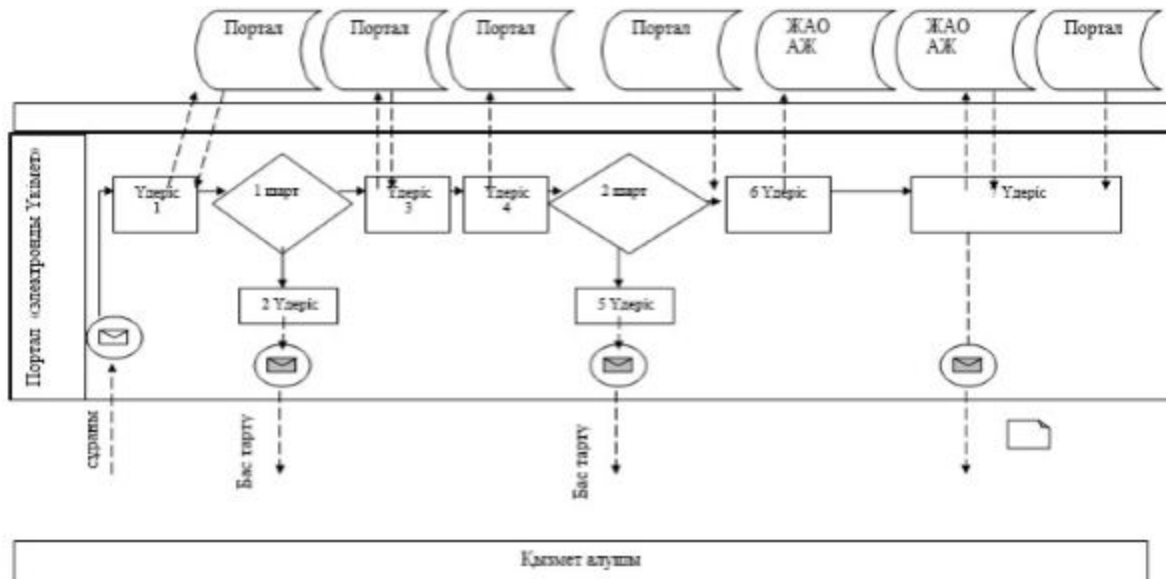 Портал
Портал
Портал
Портал
ЖАО
АЖ
ЖАО
АЖ
Портал
Портал «электронды Үкімет»
Үдеріс
1
1 шарт
Үдеріс
3
Үдеріс
4
2 шарт
6 Үдеріс
7 Үдеріс
2 Үдеріс
5 Үдеріс
сұраны
Бас тарту
Бас тарту
Қызмет алушы